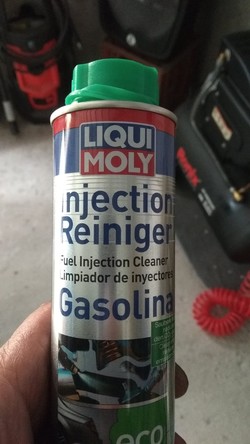 LIQUI
MOLY
Injection
Reiniger
Fuel Injection Cleaner
Limpiador de inyectores
Gasolina
eco